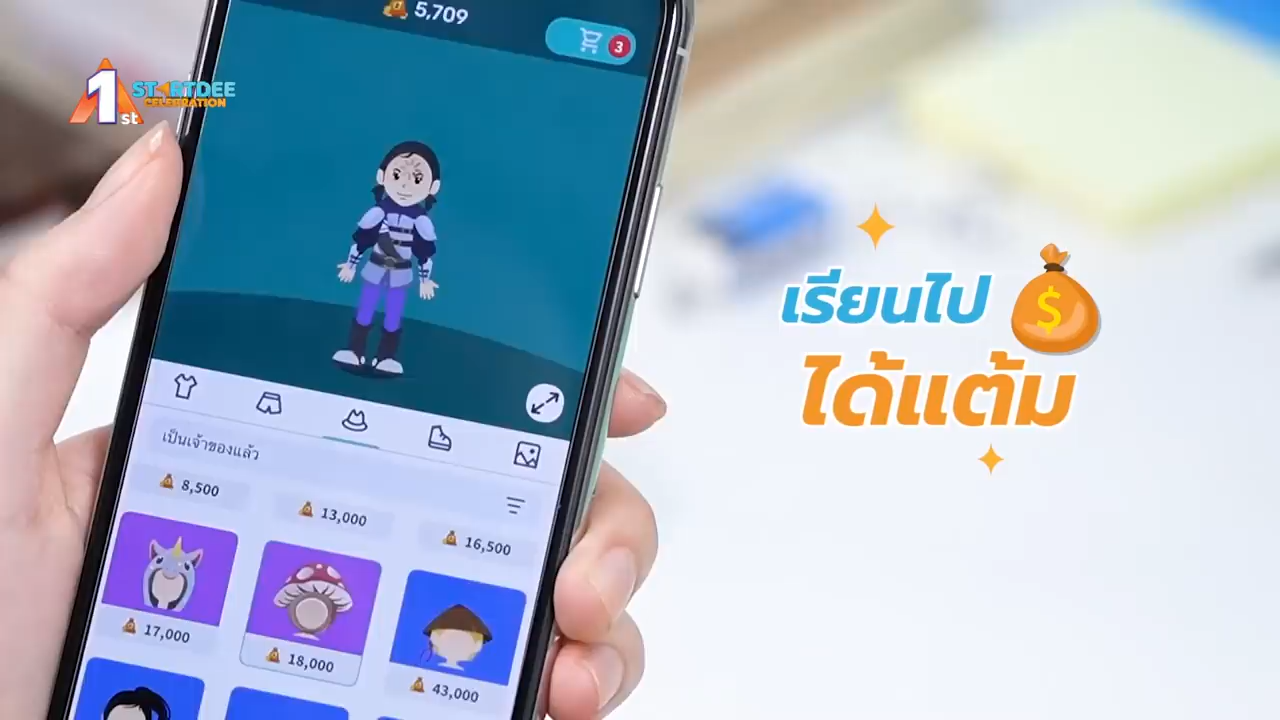 5,709
3
1st
STARTDEE
CELEBRATION
เรียนไป
$
ได้แต้ม
เป็นเจ้าของแล้ว
8,500
13,000
16,500
17,000
18,000
43,000